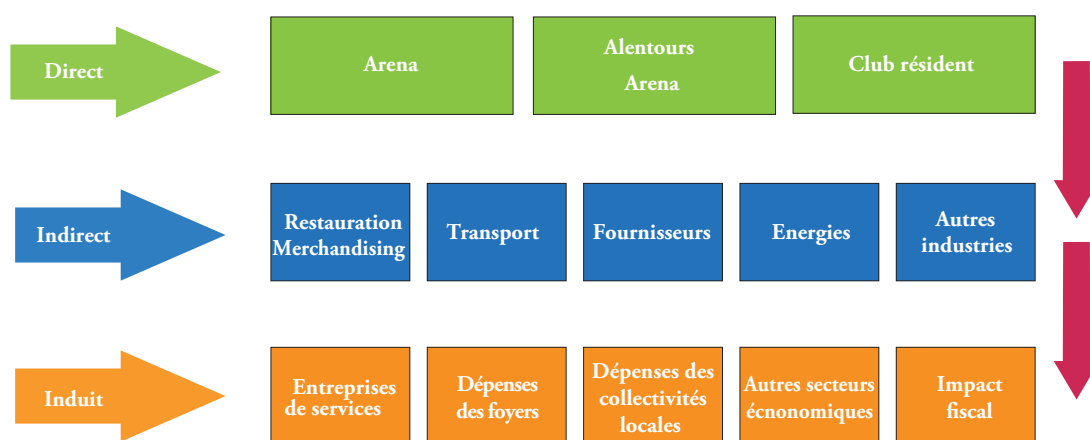 Direct
Arena
Alentours
Arena
Club résident
Indirect
Restauration
Merchandising
Transport
Fournisseurs
Energies
Autres
industries
Induit
Entreprises
de services
Dépenses
des foyers
Dépenses des
collectivités
locales
Autres secteurs
écnonomiques
Impact
fiscal